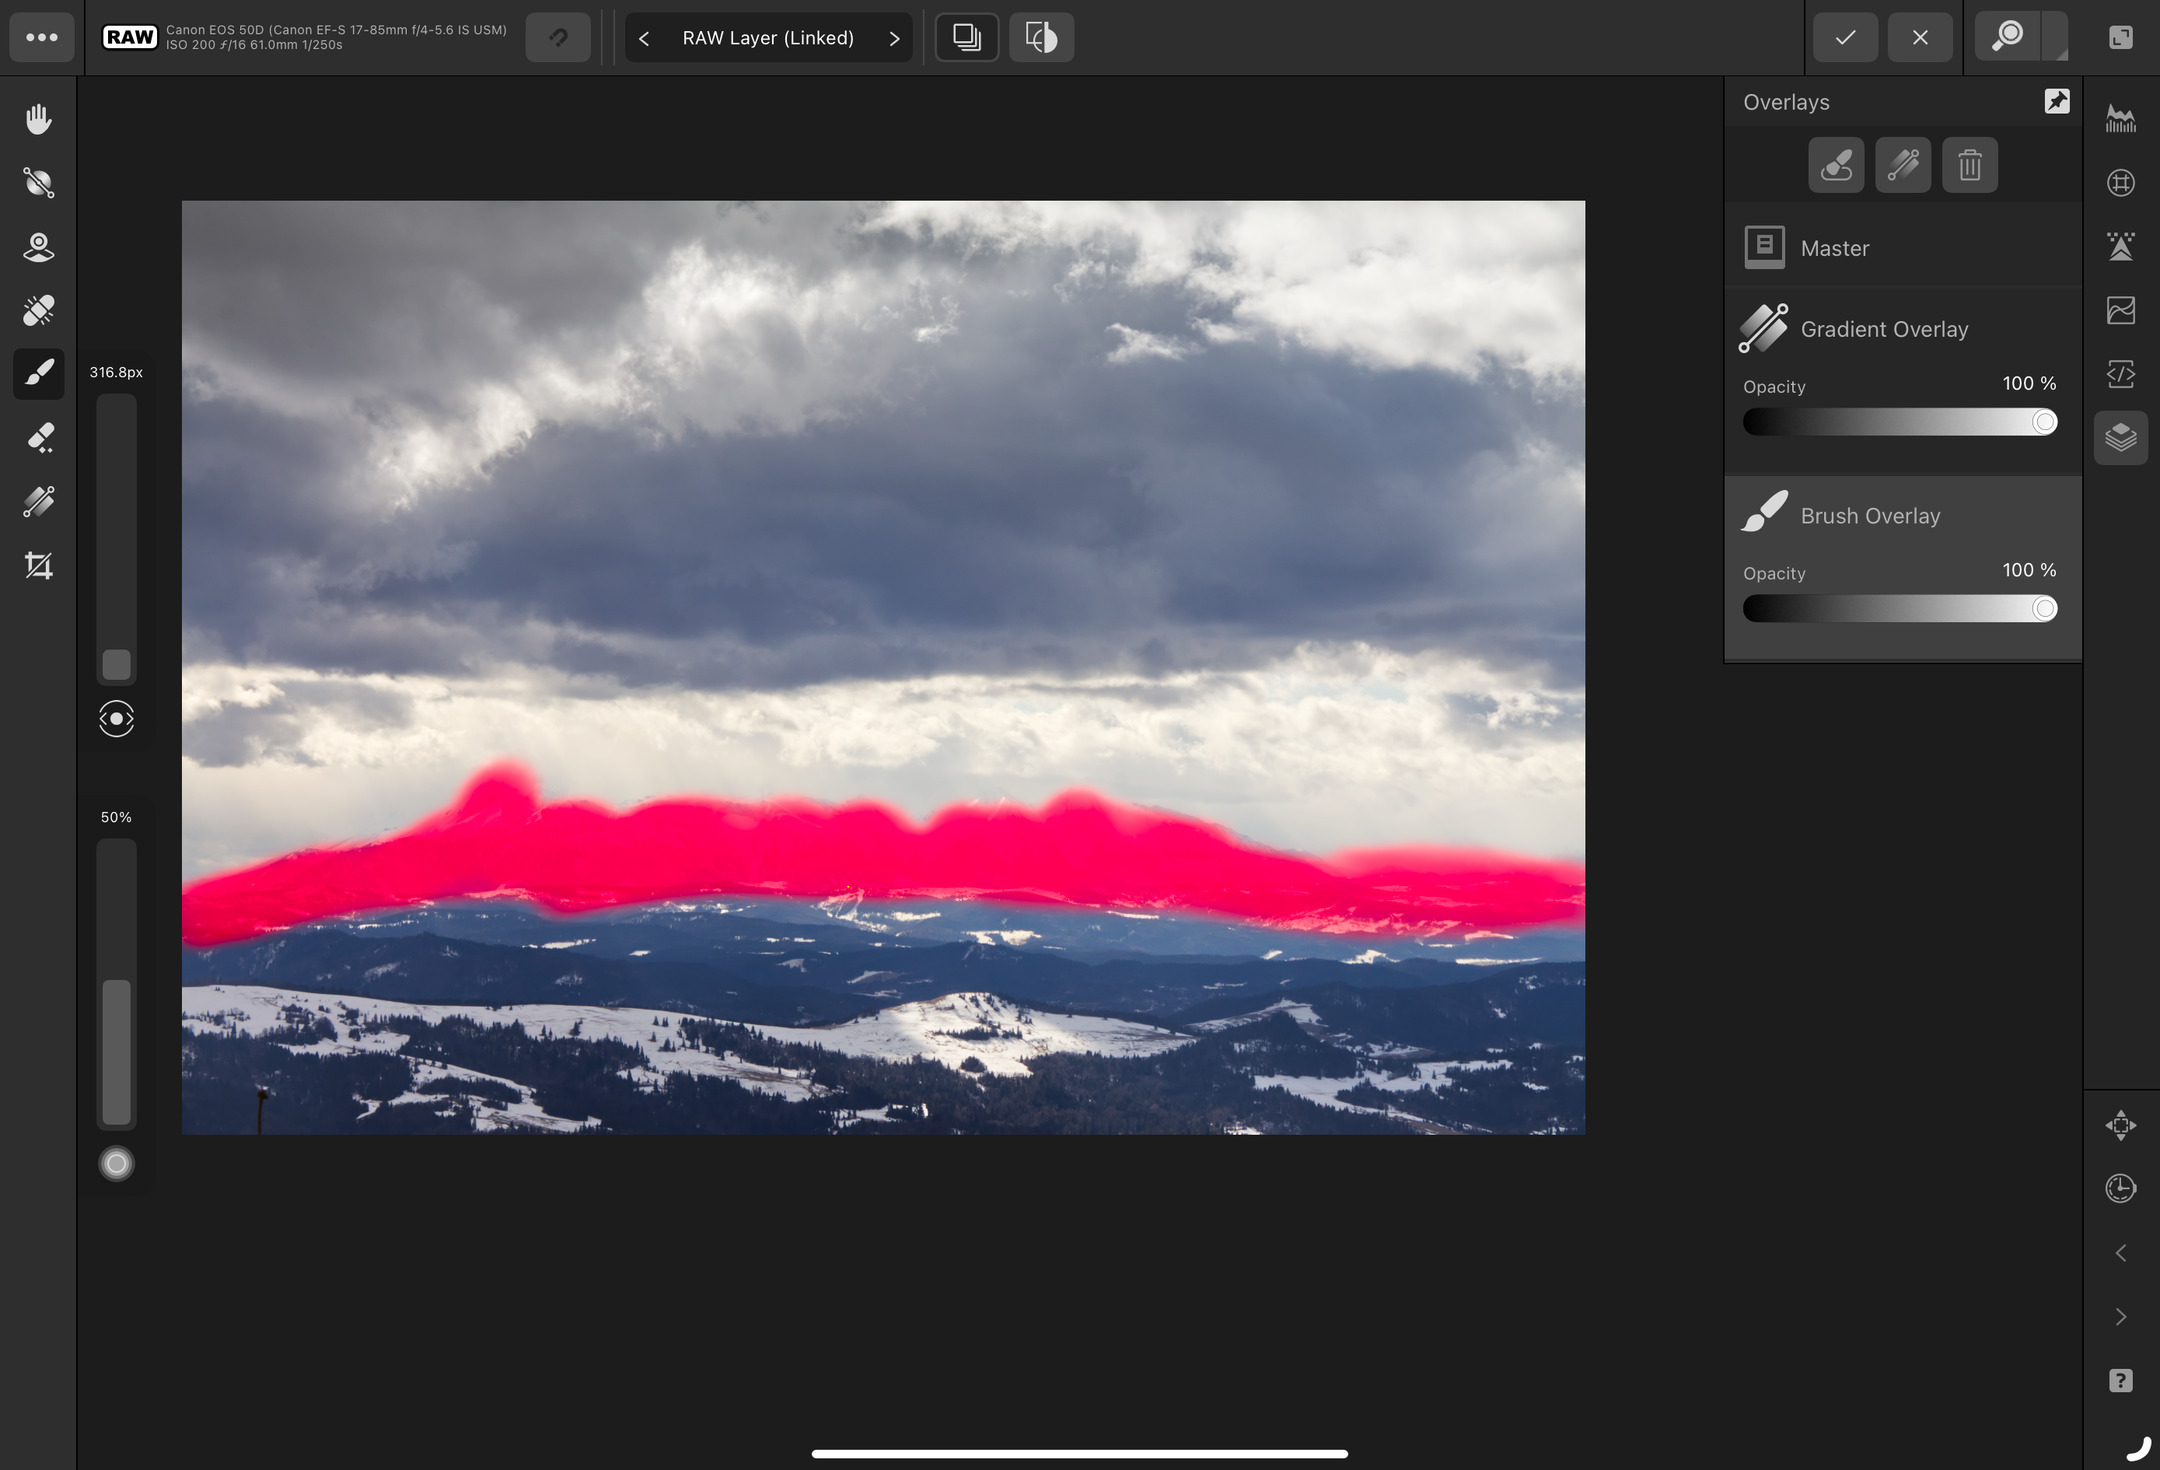 RAW
Canon EOS 50D (Canon EF-S 17-85mm f/4-5.6 IS USM)
ISO 200 ƒ/16 61.0mm 1/250s
RAW Layer (Linked)
Overlays
Master
Gradient Overlay
Opacity
100 %
Brush Overlay
Opacity
100 %
316.8px
50%